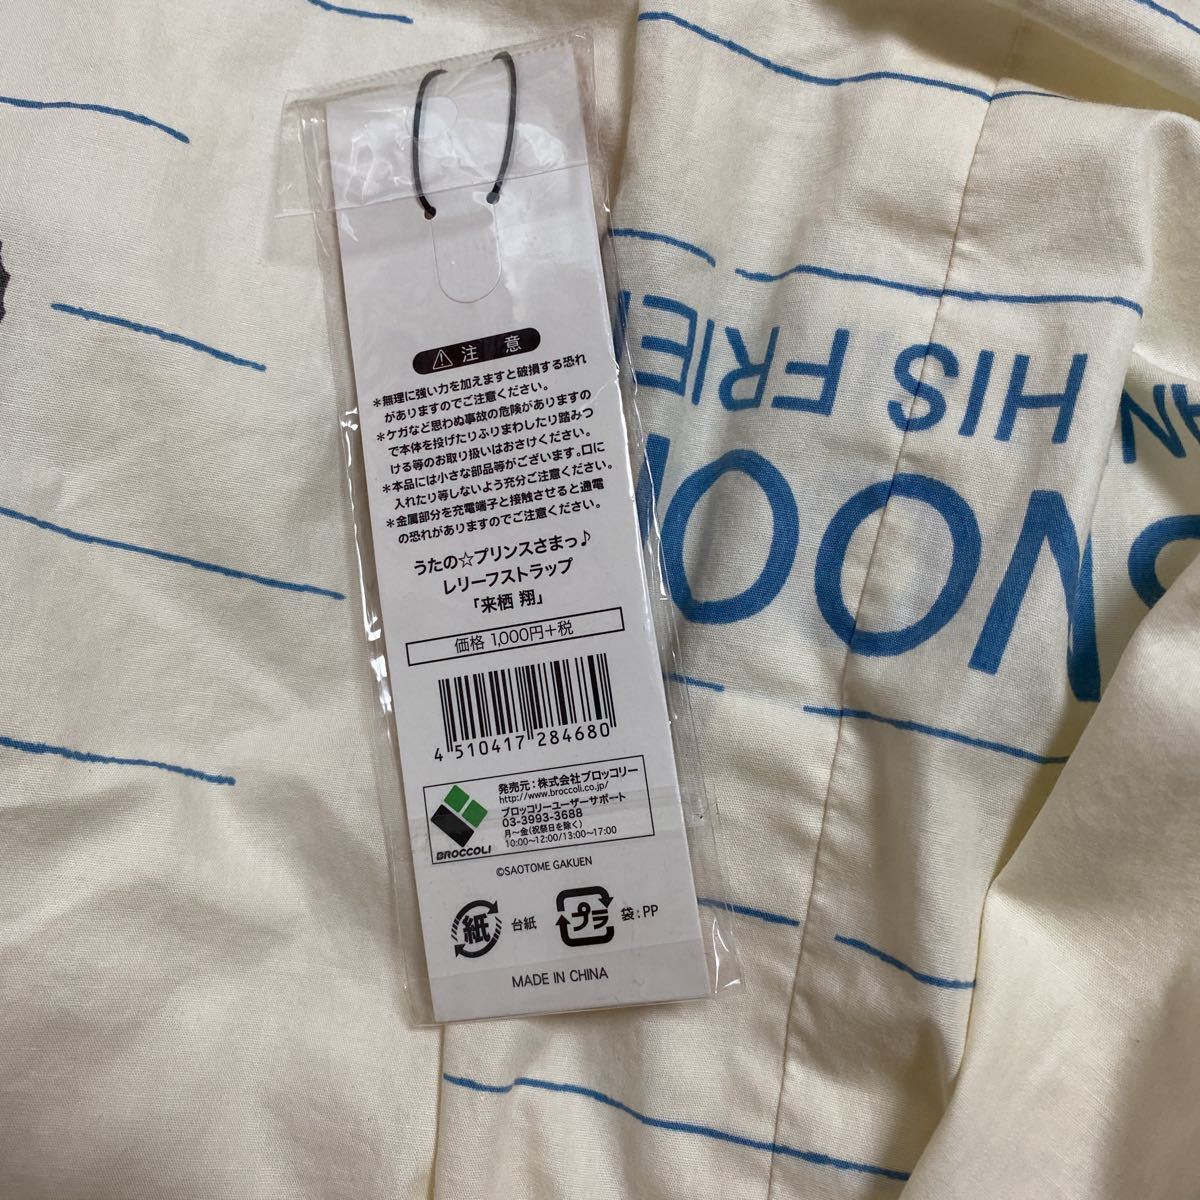 ⚠注 意
*無理に強い力を加えますと破損する恐れ
がありますのでご注意ください。
*ケガなど思わぬ事故の危険がありますの
で本体を投げたりふりまわしたり踏みつ
ける等のお取り扱いはおさけください。
*本品には小さな部品等がございます。口に
入れたり等しないよう充分ご注意ください。
*金属部分を充電端子と接触させると通電
の恐れがありますのでご注意ください。
うたの☆プリンスさまっ♪
レリーフストラップ
「来栖 翔」
価格 1,000円+税
4 510417 284680
発売元:株式会社ブロッコリー
http://www.broccoli.co.jp/
ブロッコリーユーザーサポート
03-3993-3688
月〜金(祝祭日を除く)
10:00〜12:00/13:00〜17:00
BROCCOLI
©SAOTOME GAKUEN
紙 台紙 プラ 袋:PP
MADE IN CHINA
HIS FRIE